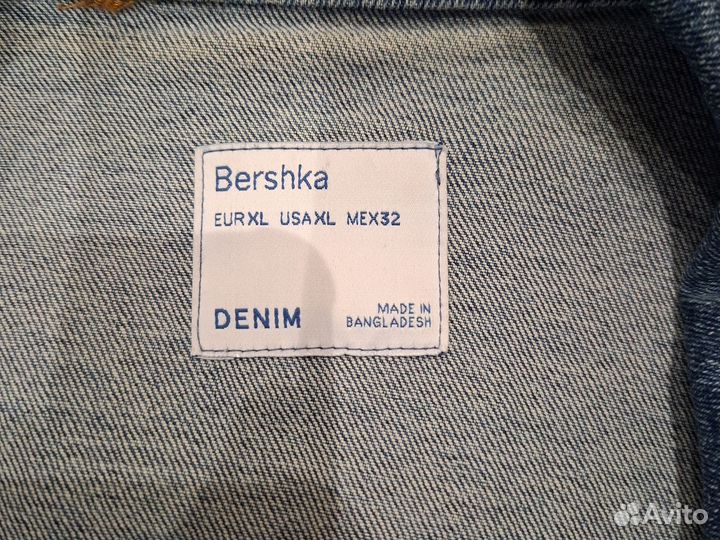 Bershka
EUR XL USA XL MEX 32
DENIM
MADE IN
BANGLADESH
Avito